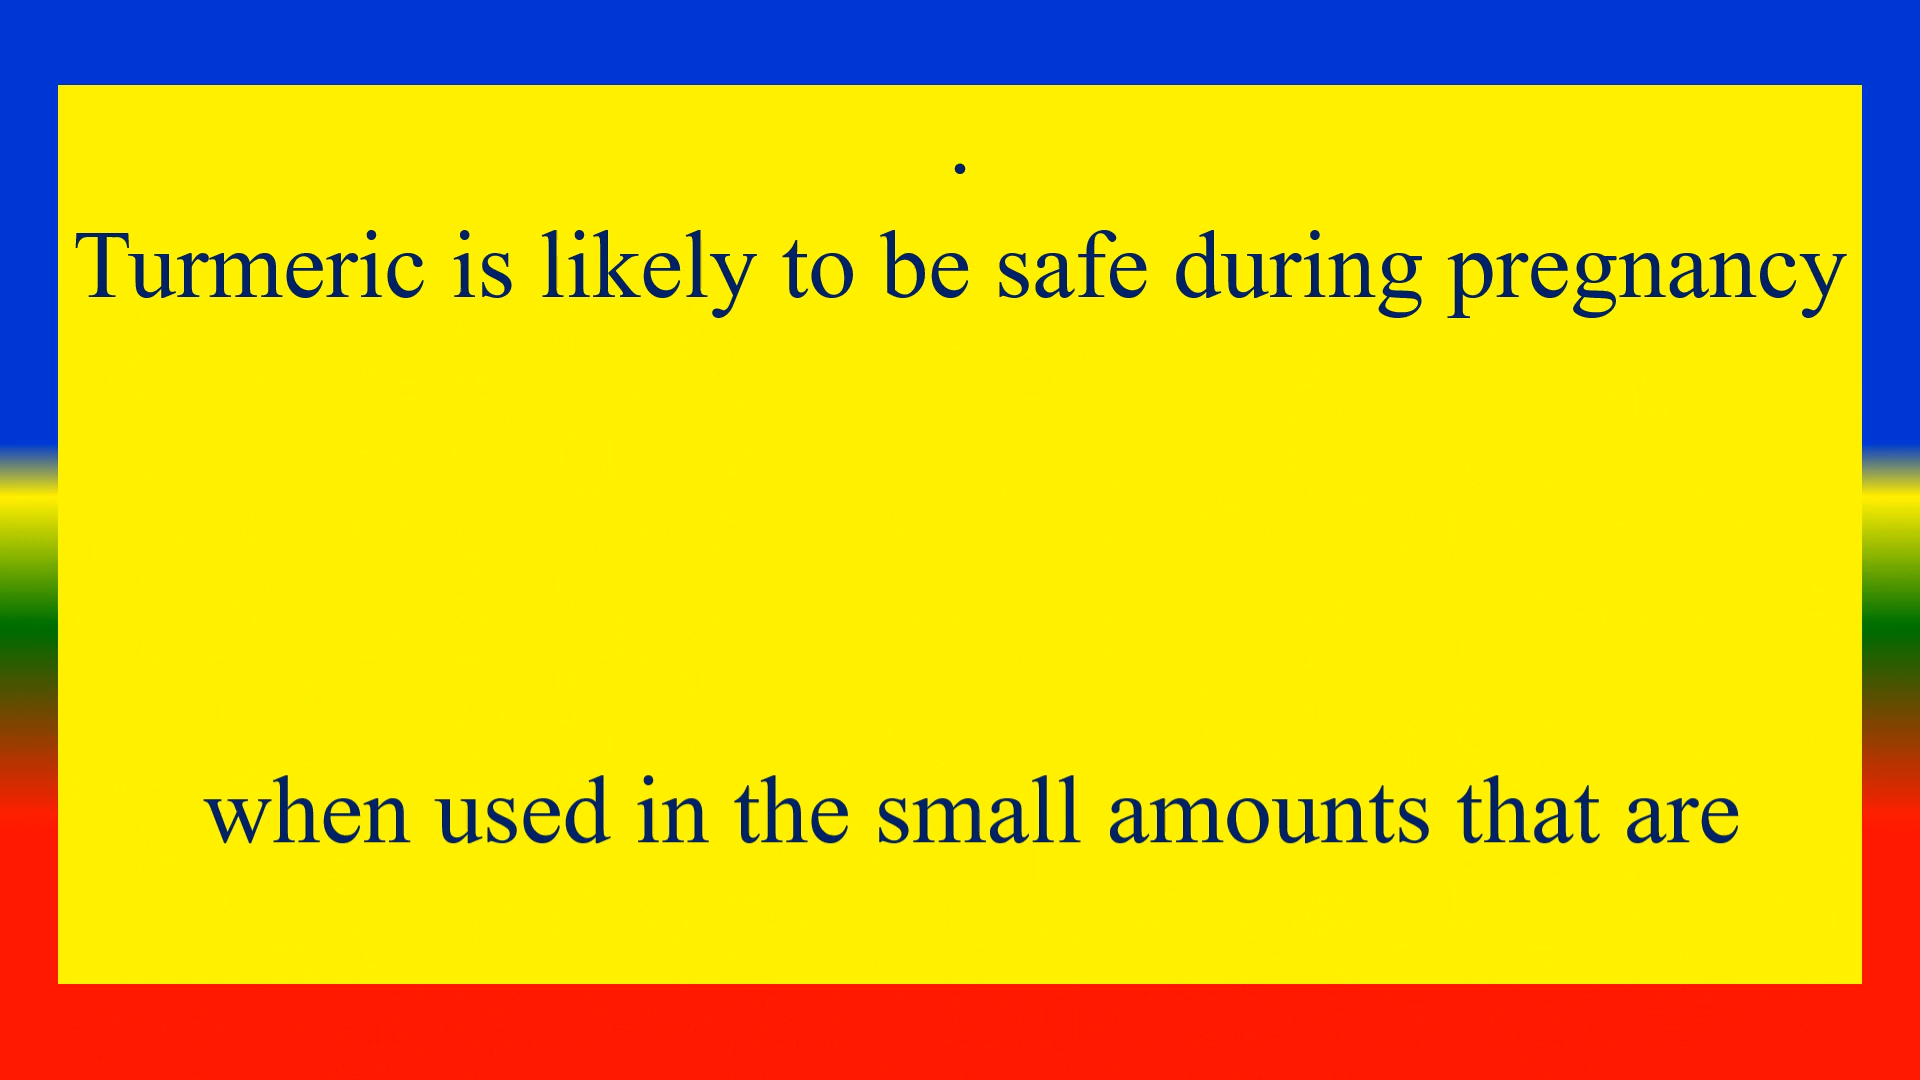 .
Turmeric is likely to be safe during pregnancy
when used in the small amounts that are